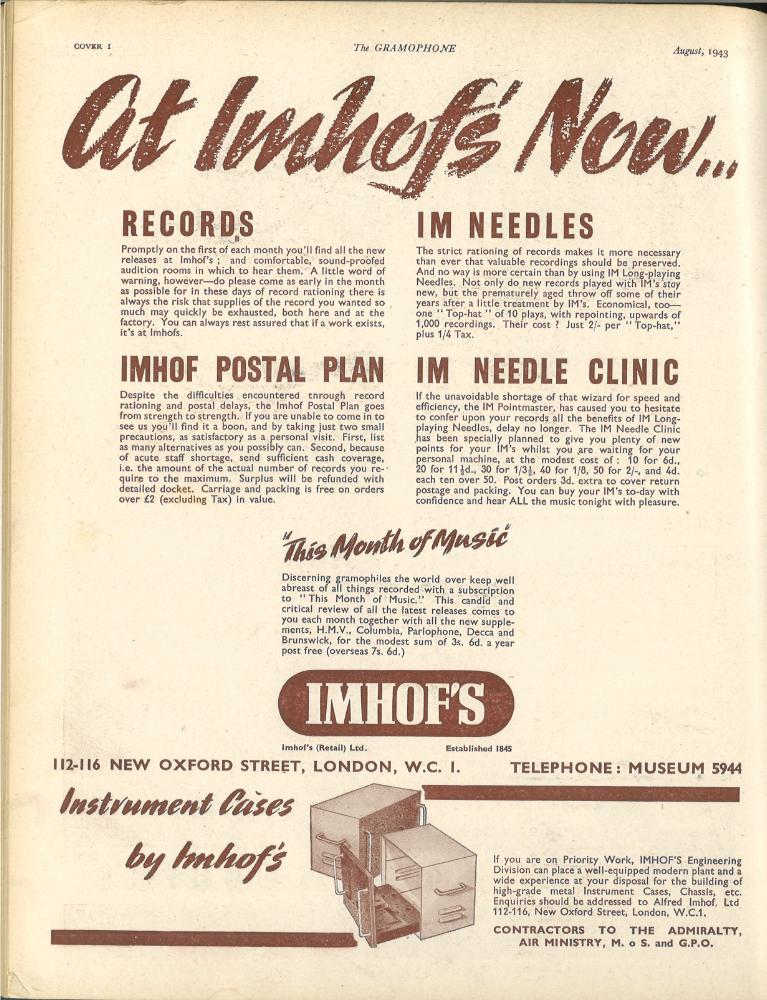 COVER I
The GRAMOPHONE
August, 1943
At Imhof's Now...
RECORDS
Promptly on the first of each month you'll find all the new
releases at Imhof's ; and comfortable, sound-proofed
audition rooms in which to hear them. A little word of
warning, however—do please come as early in the month
as possible for in these days of record rationing there is
always the risk that supplies of the record you wanted so
much may quickly be exhausted, both here and at the
factory. You can always rest assured that if a work exists,
it's at Imhofs.
IM NEEDLES
The strict rationing of records makes it more necessary
than ever that valuable recordings should be preserved.
And no way is more certain than by using IM Long-playing
Needles. Not only do new records played with IM's stay
new, but the prematurely aged throw off some of their
years after a little treatment by IM's. Economical, too—
one "Top-hat" of 10 plays, with repointing, upwards of
1,000 recordings. Their cost ? Just 2/- per "Top-hat,"
plus 1/4 Tax.
IMHOF POSTAL PLAN
Despite the difficulties encountered through record
rationing and postal delays, the Imhof Postal Plan goes
from strength to strength. If you are unable to come in to
see us you'll find it a boon, and by taking just two small
precautions, as satisfactory as a personal visit. First, list
as many alternatives as you possibly can. Second, because
of acute staff shortage, send sufficient cash coverage,
i.e. the amount of the actual number of records you re-
quire to the maximum. Surplus will be refunded with
detailed docket. Carriage and packing is free on orders
over £2 (excluding Tax) in value.
IM NEEDLE CLINIC
If the unavoidable shortage of that wizard for speed and
efficiency, the IM Pointmaster, has caused you to hesitate
to confer upon your records all the benefits of IM Long-
playing Needles, delay no longer. The IM Needle Clinic
has been specially planned to give you plenty of new
points for your IM's whilst you are waiting for your
personal machine, at the modest cost of : 10 for 6d.,
20 for 11½d., 30 for 1/3½, 40 for 1/8, 50 for 2/-, and 4d.
each ten over 50. Post orders 3d. extra to cover return
postage and packing. You can buy your IM's to-day with
confidence and hear ALL the music tonight with pleasure.
"This Month of Music"
Discerning gramophiles the world over keep well
abreast of all things recorded with a subscription
to "This Month of Music." This candid and
critical review of all the latest releases comes to
you each month together with all the new supple-
ments, H.M.V., Columbia, Parlophone, Decca and
Brunswick, for the modest sum of 3s. 6d. a year
post free (overseas 7s. 6d.)
IMHOF'S
Imhof's (Retail) Ltd. Established 1845
112-116 NEW OXFORD STREET, LONDON, W.C. 1. TELEPHONE : MUSEUM 5944
Instrument Cases
by Imhof's
If you are on Priority Work, IMHOF'S Engineering
Division can place a well-equipped modern plant and a
wide experience at your disposal for the building of
high-grade metal Instrument Cases, Chassis, etc.
Enquiries should be addressed to Alfred Imhof, Ltd
112-116, New Oxford Street, London, W.C.1.
CONTRACTORS TO THE ADMIRALTY,
AIR MINISTRY, M. o S. and G.P.O.